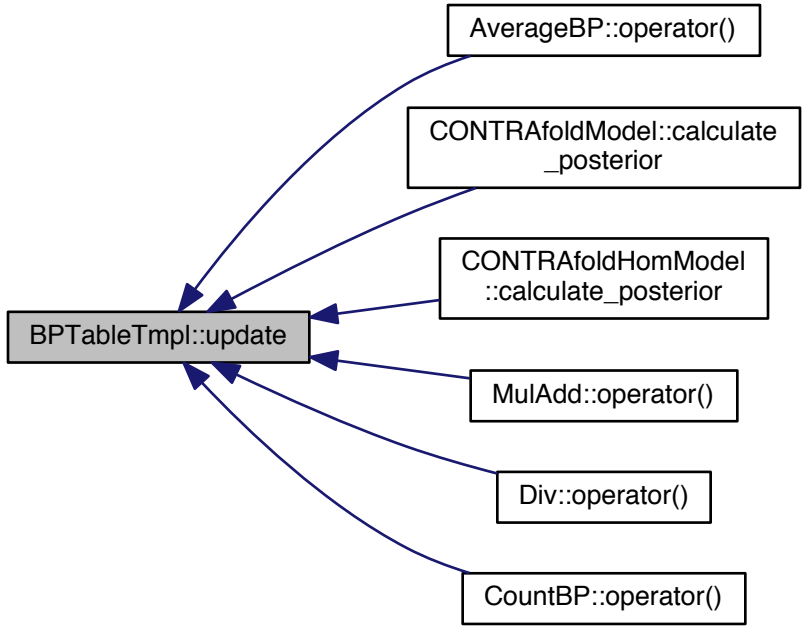 AverageBP::operator()
CONTRAfoldModel::calculate
_posterior
CONTRAfoldHomModel
::calculate_posterior
BPTableTmpl::update
MulAdd::operator()
Div::operator()
CountBP::operator()